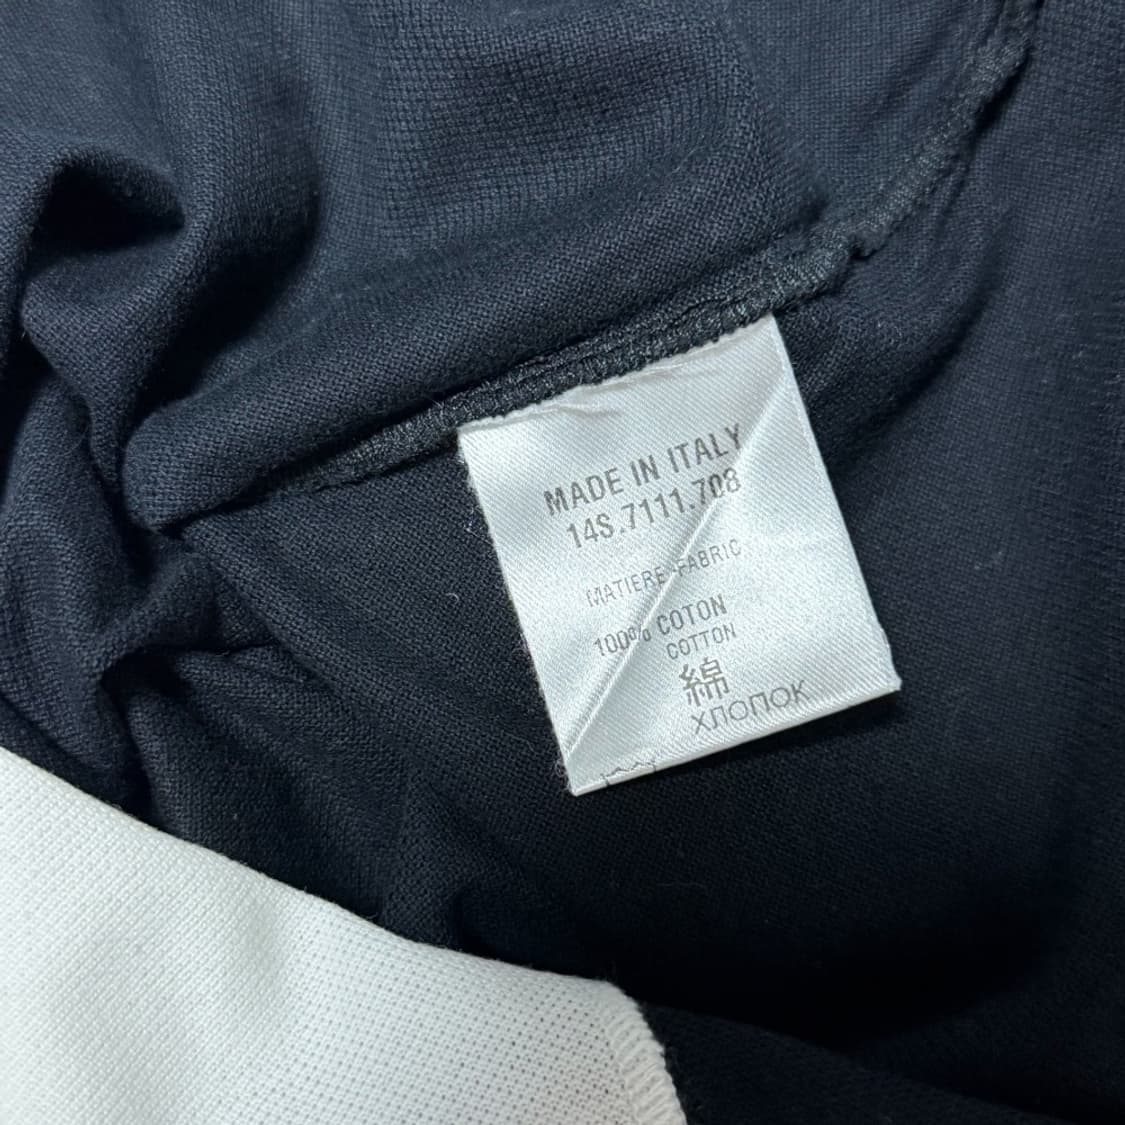 MADE IN ITALY
14S.7111.708
MATIERE-FABRIC
100% COTON
COTTON
綿
ХЛОПОК